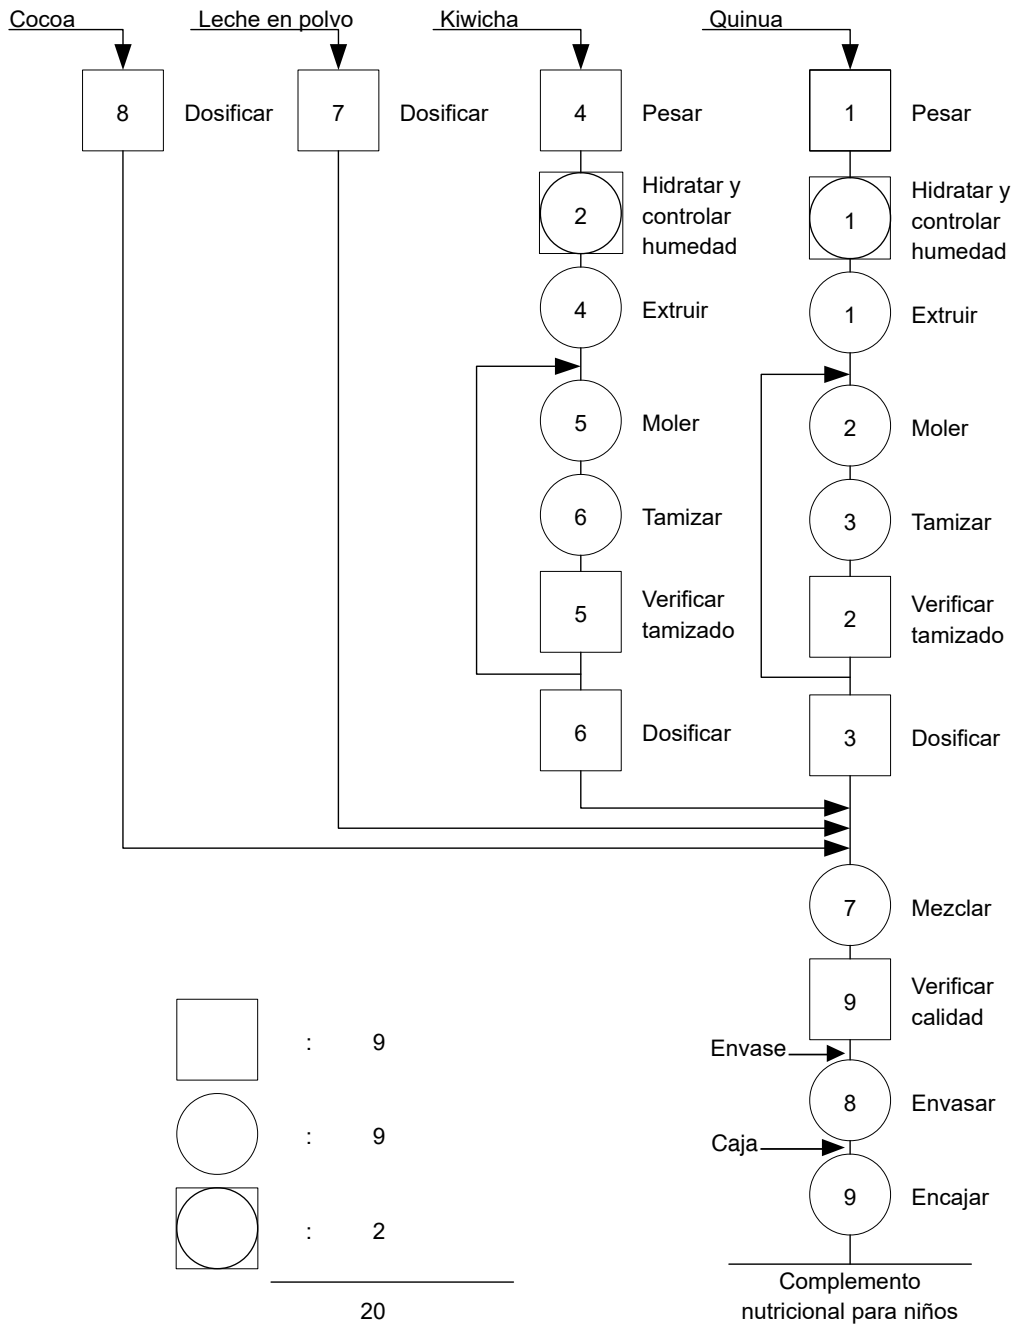 Cocoa
Leche en polvo
Kiwicha
Quinua
8
Dosificar
7
Dosificar
4
Pesar
1
Pesar
2
Hidratar y
controlar
humedad
1
Hidratar y
controlar
humedad
4
Extruir
1
Extruir
5
Moler
2
Moler
6
Tamizar
3
Tamizar
5
Verificar
tamizado
2
Verificar
tamizado
6
Dosificar
3
Dosificar
7
Mezclar
9
Verificar
calidad
Envase
8
Envasar
Caja
9
Encajar
Complemento
nutricional para niños
: 9
: 9
: 2
20